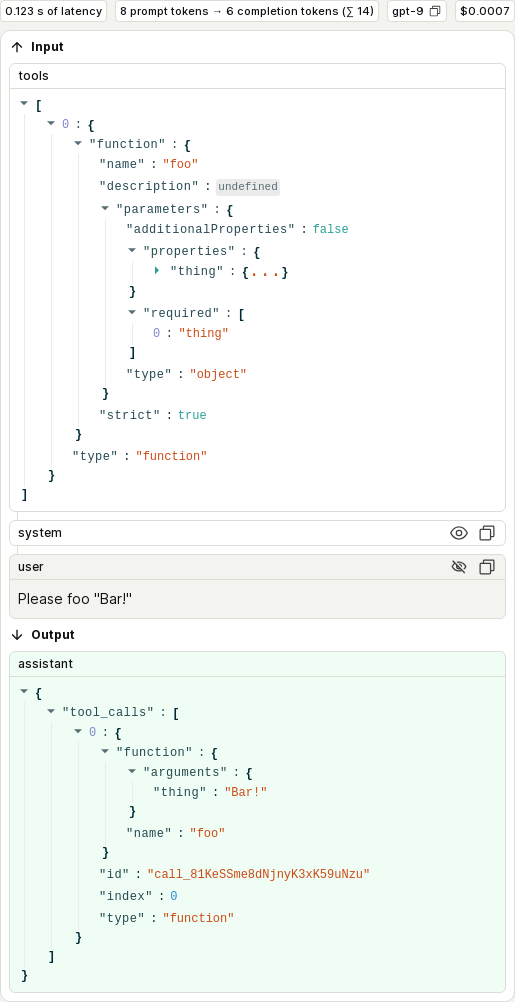 0.123 s of latency 8 prompt tokens → 6 completion tokens (∑ 14) gpt-9 $0.0007
Input
tools
[
0 : {
"function" : {
"name" : "foo"
"description" : undefined
"parameters" : {
"additionalProperties" : false
"properties" : {
"thing" : {...}
}
"required" : [
0 : "thing"
]
"type" : "object"
}
"strict" : true
}
"type" : "function"
}
]
system
user
Please foo "Bar!"
Output
assistant
{
"tool_calls" : [
0 : {
"function" : {
"arguments" : {
"thing" : "Bar!"
}
"name" : "foo"
}
"id" : "call_81KeSSme8dNjnyK3xK59uNzu"
"index" : 0
"type" : "function"
}
]
}